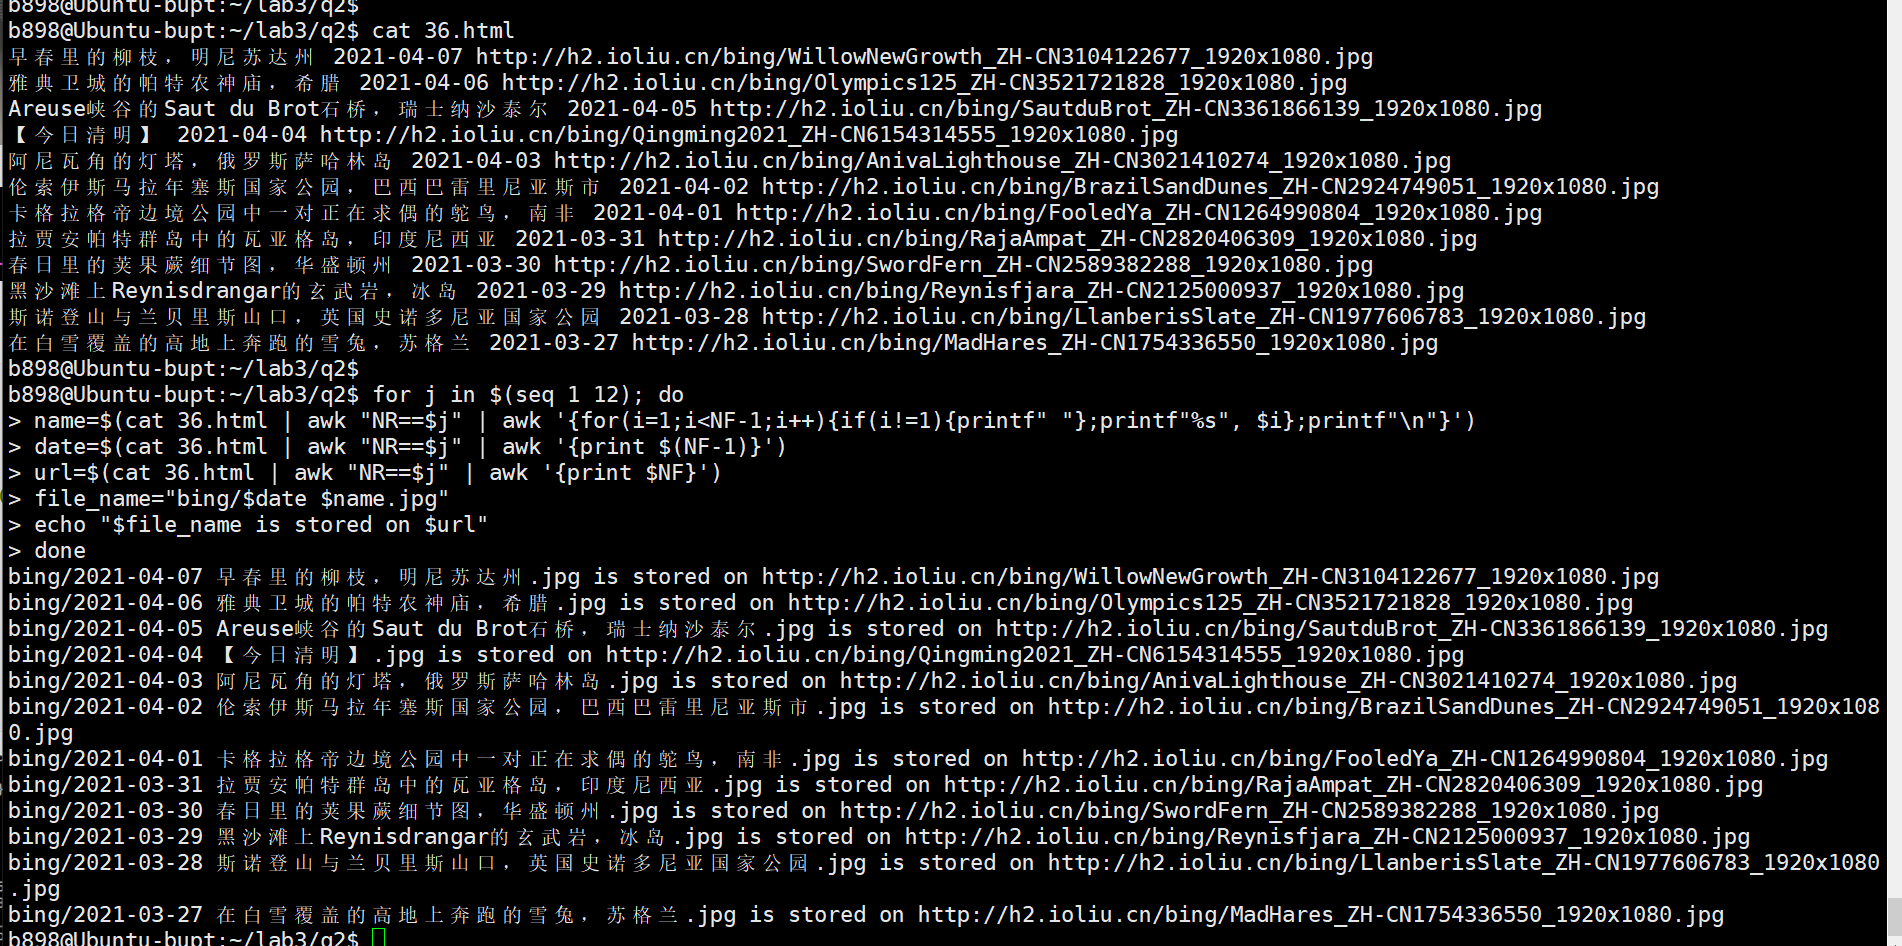 b898@Ubuntu-bupt:~/lab3/q2$
b898@Ubuntu-bupt:~/lab3/q2$ cat 36.html
早春里的柳枝，明尼苏达州 2021-04-07 http://h2.ioliu.cn/bing/WillowNewGrowth_ZH-CN3104122677_1920x1080.jpg
雅典卫城的帕特农神庙，希腊 2021-04-06 http://h2.ioliu.cn/bing/Olympics125_ZH-CN3521721828_1920x1080.jpg
Areuse峡谷的Saut du Brot石桥，瑞士纳沙泰尔 2021-04-05 http://h2.ioliu.cn/bing/SautduBrot_ZH-CN3361866139_1920x1080.jpg
【今日清明】 2021-04-04 http://h2.ioliu.cn/bing/Qingming2021_ZH-CN6154314555_1920x1080.jpg
阿尼瓦角的灯塔，俄罗斯萨哈林岛 2021-04-03 http://h2.ioliu.cn/bing/AnivaLighthouse_ZH-CN3021410274_1920x1080.jpg
伦索伊斯马拉年塞斯国家公园，巴西巴雷里尼亚斯市 2021-04-02 http://h2.ioliu.cn/bing/BrazilSandDunes_ZH-CN2924749051_1920x1080.jpg
卡格拉格帝边境公园中一对正在求偶的鸵鸟，南非 2021-04-01 http://h2.ioliu.cn/bing/FooledYa_ZH-CN1264990804_1920x1080.jpg
拉贾安帕特群岛中的瓦亚格岛，印度尼西亚 2021-03-31 http://h2.ioliu.cn/bing/RajaAmpat_ZH-CN2820406309_1920x1080.jpg
春日里的荚果蕨细节图，华盛顿州 2021-03-30 http://h2.ioliu.cn/bing/SwordFern_ZH-CN2589382288_1920x1080.jpg
黑沙滩上Reynisdrangar的玄武岩，冰岛 2021-03-29 http://h2.ioliu.cn/bing/Reynisfjara_ZH-CN2125000937_1920x1080.jpg
斯诺登山与兰贝里斯山口，英国史诺多尼亚国家公园 2021-03-28 http://h2.ioliu.cn/bing/LlanberisSlate_ZH-CN1977606783_1920x1080.jpg
在白雪覆盖的高地上奔跑的雪兔，苏格兰 2021-03-27 http://h2.ioliu.cn/bing/MadHares_ZH-CN1754336550_1920x1080.jpg
b898@Ubuntu-bupt:~/lab3/q2$
b898@Ubuntu-bupt:~/lab3/q2$ for j in $(seq 1 12); do
> name=$(cat 36.html | awk "NR==$j" | awk '{for(i=1;i<NF-1;i++){if(i!=1){printf" "};printf"%s", $i};printf"\n"}')
> date=$(cat 36.html | awk "NR==$j" | awk '{print $(NF-1)}')
> url=$(cat 36.html | awk "NR==$j" | awk '{print $NF}')
> file_name="bing/$date $name.jpg"
> echo "$file_name is stored on $url"
> done
bing/2021-04-07 早春里的柳枝，明尼苏达州.jpg is stored on http://h2.ioliu.cn/bing/WillowNewGrowth_ZH-CN3104122677_1920x1080.jpg
bing/2021-04-06 雅典卫城的帕特农神庙，希腊.jpg is stored on http://h2.ioliu.cn/bing/Olympics125_ZH-CN3521721828_1920x1080.jpg
bing/2021-04-05 Areuse峡谷的Saut du Brot石桥，瑞士纳沙泰尔.jpg is stored on http://h2.ioliu.cn/bing/SautduBrot_ZH-CN3361866139_1920x1080.jpg
bing/2021-04-04 【今日清明】.jpg is stored on http://h2.ioliu.cn/bing/Qingming2021_ZH-CN6154314555_1920x1080.jpg
bing/2021-04-03 阿尼瓦角的灯塔，俄罗斯萨哈林岛.jpg is stored on http://h2.ioliu.cn/bing/AnivaLighthouse_ZH-CN3021410274_1920x1080.jpg
bing/2021-04-02 伦索伊斯马拉年塞斯国家公园，巴西巴雷里尼亚斯市.jpg is stored on http://h2.ioliu.cn/bing/BrazilSandDunes_ZH-CN2924749051_1920x108
0.jpg
bing/2021-04-01 卡格拉格帝边境公园中一对正在求偶的鸵鸟，南非.jpg is stored on http://h2.ioliu.cn/bing/FooledYa_ZH-CN1264990804_1920x1080.jpg
bing/2021-03-31 拉贾安帕特群岛中的瓦亚格岛，印度尼西亚.jpg is stored on http://h2.ioliu.cn/bing/RajaAmpat_ZH-CN2820406309_1920x1080.jpg
bing/2021-03-30 春日里的荚果蕨细节图，华盛顿州.jpg is stored on http://h2.ioliu.cn/bing/SwordFern_ZH-CN2589382288_1920x1080.jpg
bing/2021-03-29 黑沙滩上Reynisdrangar的玄武岩，冰岛.jpg is stored on http://h2.ioliu.cn/bing/Reynisfjara_ZH-CN2125000937_1920x1080.jpg
bing/2021-03-28 斯诺登山与兰贝里斯山口，英国史诺多尼亚国家公园.jpg is stored on http://h2.ioliu.cn/bing/LlanberisSlate_ZH-CN1977606783_1920x1080
.jpg
bing/2021-03-27 在白雪覆盖的高地上奔跑的雪兔，苏格兰.jpg is stored on http://h2.ioliu.cn/bing/MadHares_ZH-CN1754336550_1920x1080.jpg
b898@Ubuntu-bupt:~/lab3/q2$